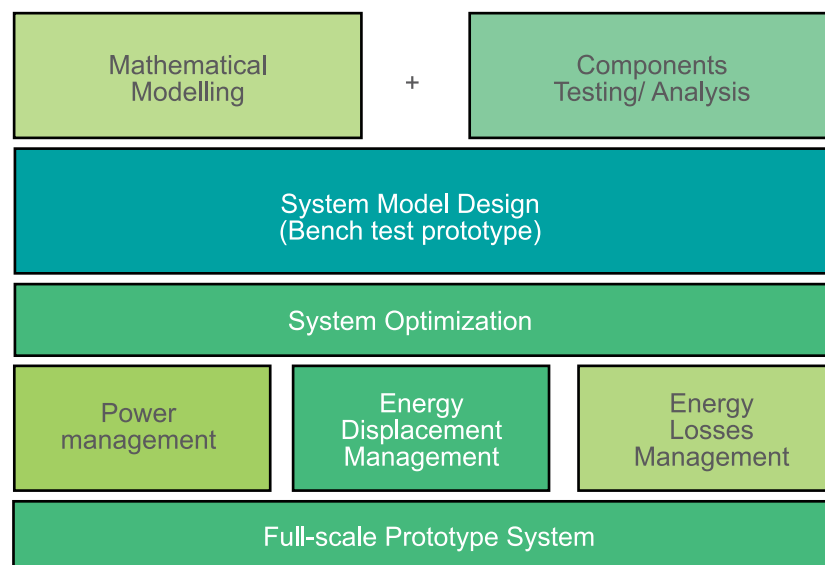 Mathematical
Modelling
+
Components
Testing/ Analysis
System Model Design
(Bench test prototype)
System Optimization
Power
management
Energy
Displacement
Management
Energy
Losses
Management
Full-scale Prototype System